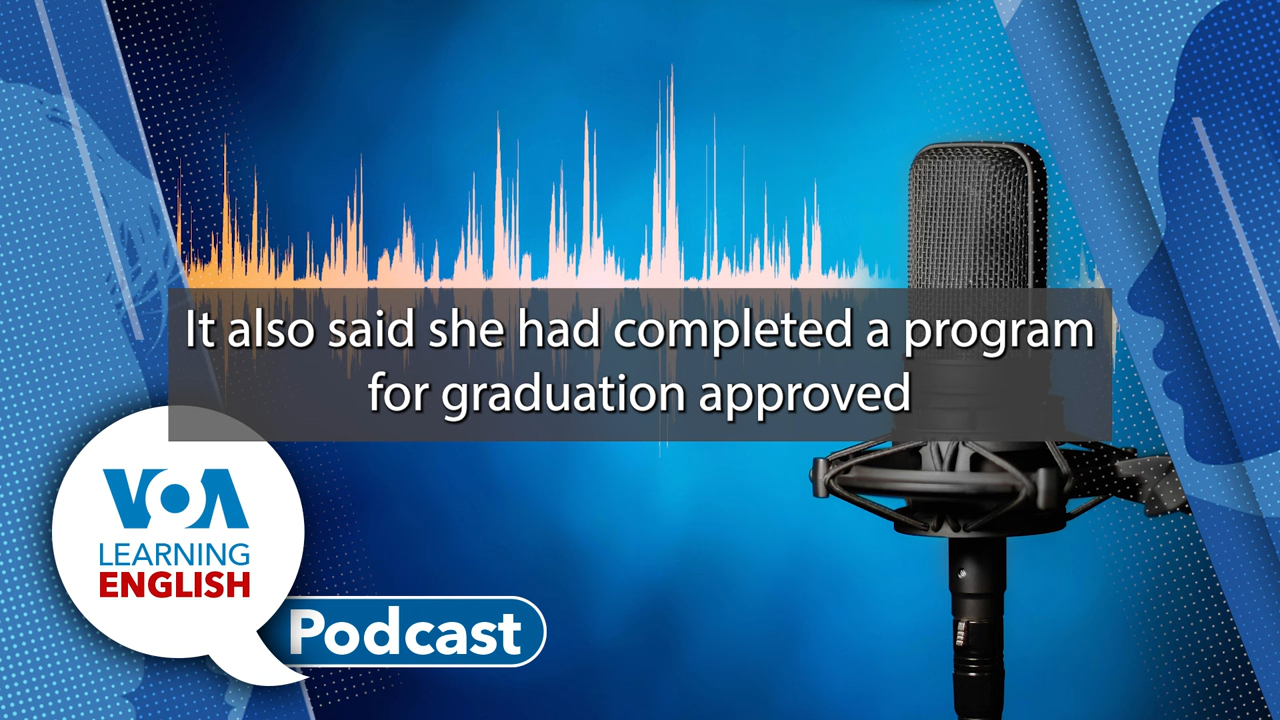 It also said she had completed a program
for graduation approved
VOA
LEARNING
ENGLISH
Podcast